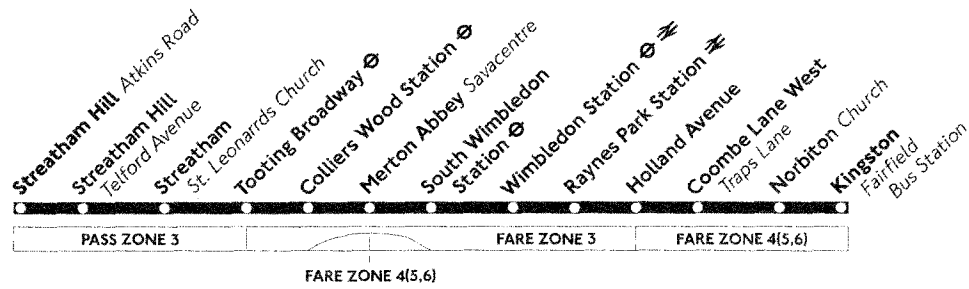 Streatham Hill Atkins Road
Streatham Hill
Telford Avenue
Streatham
St. Leonarrds Church
Tooting Broadway
Colliers Wood Station
Merton Abbey Savacentre
South Wimbledon
Station
Wimbledon Station
Raynes Park Station
Holland Avenue
Coombe Lane West
Traps Lane
Norbiton Church
Kingston
Fairfield
Bus Station
PASS ZONE 3
FARE ZONE 3
FARE ZONE 4(5,6)
FARE ZONE 4(5,6)